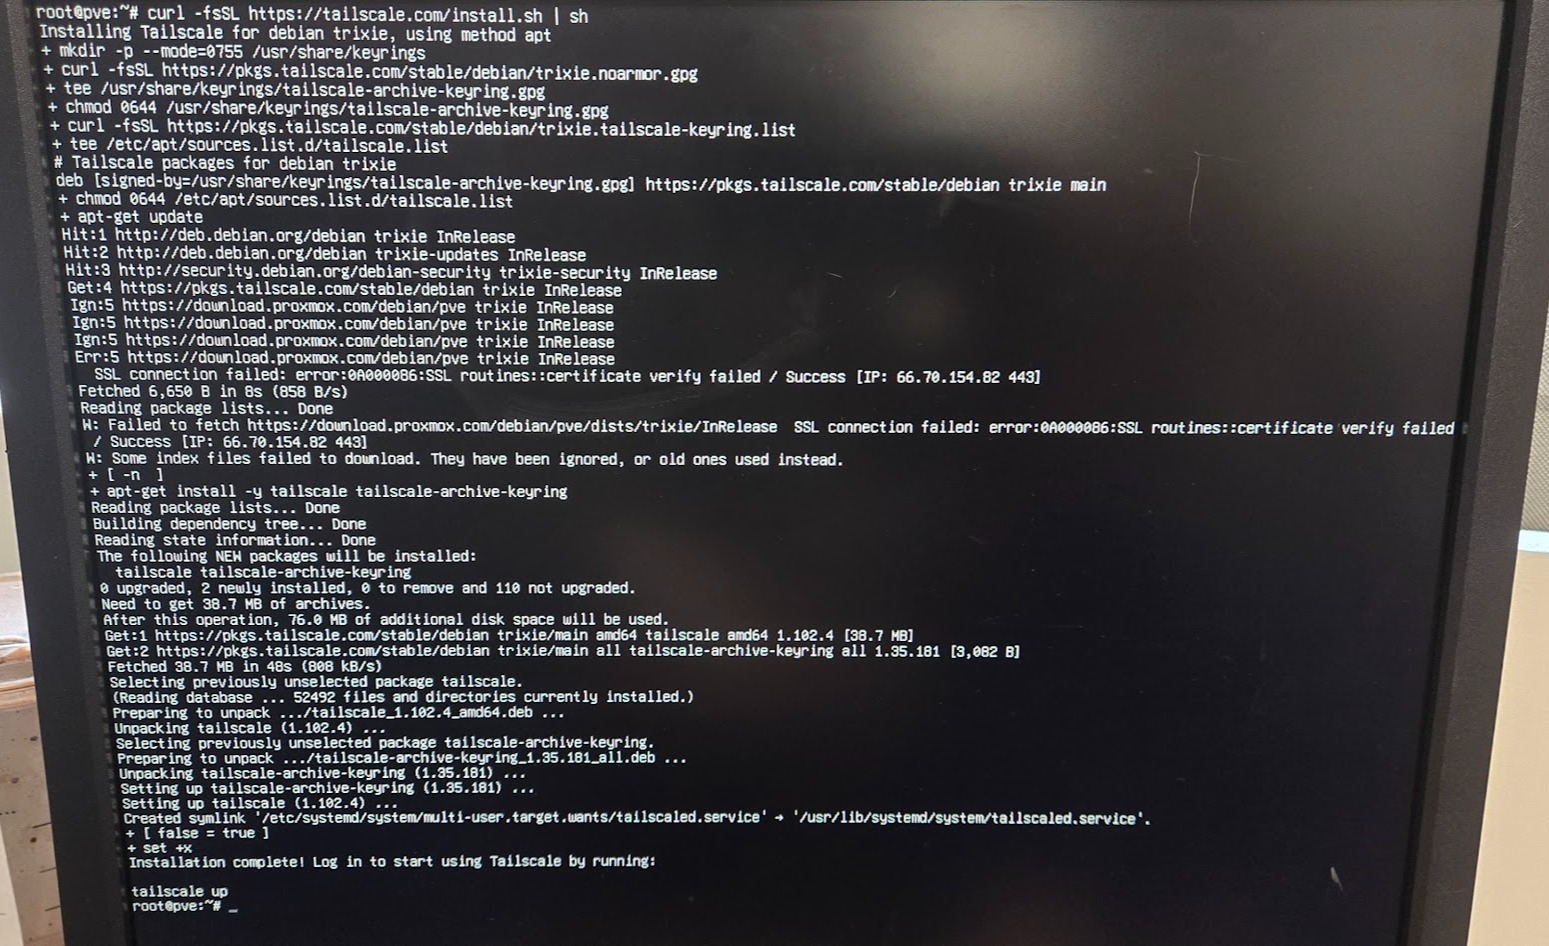 root@pve:~# curl -fsSL https://tailscale.com/install.sh | sh
Installing Tailscale for debian trixie, using method apt
+ mkdir -p --mode=0755 /usr/share/keyrings
+ curl -fsSL https://pkgs.tailscale.com/stable/debian/trixie.noarmor.gpg
+ tee /usr/share/keyrings/tailscale-archive-keyring.gpg
+ chmod 0644 /usr/share/keyrings/tailscale-archive-keyring.gpg
+ curl -fsSL https://pkgs.tailscale.com/stable/debian/trixie.tailscale-keyring.list
+ tee /etc/apt/sources.list.d/tailscale.list
# Tailscale packages for debian trixie
deb [signed-by=/usr/share/keyrings/tailscale-archive-keyring.gpg] https://pkgs.tailscale.com/stable/debian trixie main
+ chmod 0644 /etc/apt/sources.list.d/tailscale.list
+ apt-get update
Hit:1 http://deb.debian.org/debian trixie InRelease
Hit:2 http://deb.debian.org/debian trixie-updates InRelease
Hit:3 http://security.debian.org/debian-security trixie-security InRelease
Get:4 https://pkgs.tailscale.com/stable/debian trixie InRelease
Ign:5 https://download.proxmox.com/debian/pve trixie InRelease
Ign:5 https://download.proxmox.com/debian/pve trixie InRelease
Ign:5 https://download.proxmox.com/debian/pve trixie InRelease
Err:5 https://download.proxmox.com/debian/pve trixie InRelease
  SSL connection failed: error:0A000086:SSL routines::certificate verify failed / Success [IP: 66.70.154.82 443]
Fetched 6,650 B in 8s (858 B/s)
Reading package lists... Done
W: Failed to fetch https://download.proxmox.com/debian/pve/dists/trixie/InRelease  SSL connection failed: error:0A000086:SSL routines::certificate verify failed
/ Success [IP: 66.70.154.82 443]
W: Some index files failed to download. They have been ignored, or old ones used instead.
+ [ -n  ]
+ apt-get install -y tailscale tailscale-archive-keyring
Reading package lists... Done
Building dependency tree... Done
Reading state information... Done
The following NEW packages will be installed:
  tailscale tailscale-archive-keyring
0 upgraded, 2 newly installed, 0 to remove and 110 not upgraded.
Need to get 38.7 MB of archives.
After this operation, 76.0 MB of additional disk space will be used.
Get:1 https://pkgs.tailscale.com/stable/debian trixie/main amd64 tailscale amd64 1.102.4 [38.7 MB]
Get:2 https://pkgs.tailscale.com/stable/debian trixie/main all tailscale-archive-keyring all 1.35.181 [3,082 B]
Fetched 38.7 MB in 48s (808 kB/s)
Selecting previously unselected package tailscale.
(Reading database ... 52492 files and directories currently installed.)
Preparing to unpack .../tailscale_1.102.4_amd64.deb ...
Unpacking tailscale (1.102.4) ...
Selecting previously unselected package tailscale-archive-keyring.
Preparing to unpack .../tailscale-archive-keyring_1.35.181_all.deb ...
Unpacking tailscale-archive-keyring (1.35.181) ...
Setting up tailscale-archive-keyring (1.35.181) ...
Setting up tailscale (1.102.4) ...
Created symlink '/etc/systemd/system/multi-user.target.wants/tailscaled.service' → '/usr/lib/systemd/system/tailscaled.service'.
+ [ false = true ]
+ set +x
Installation complete! Log in to start using Tailscale by running:
tailscale up
root@pve:~# _